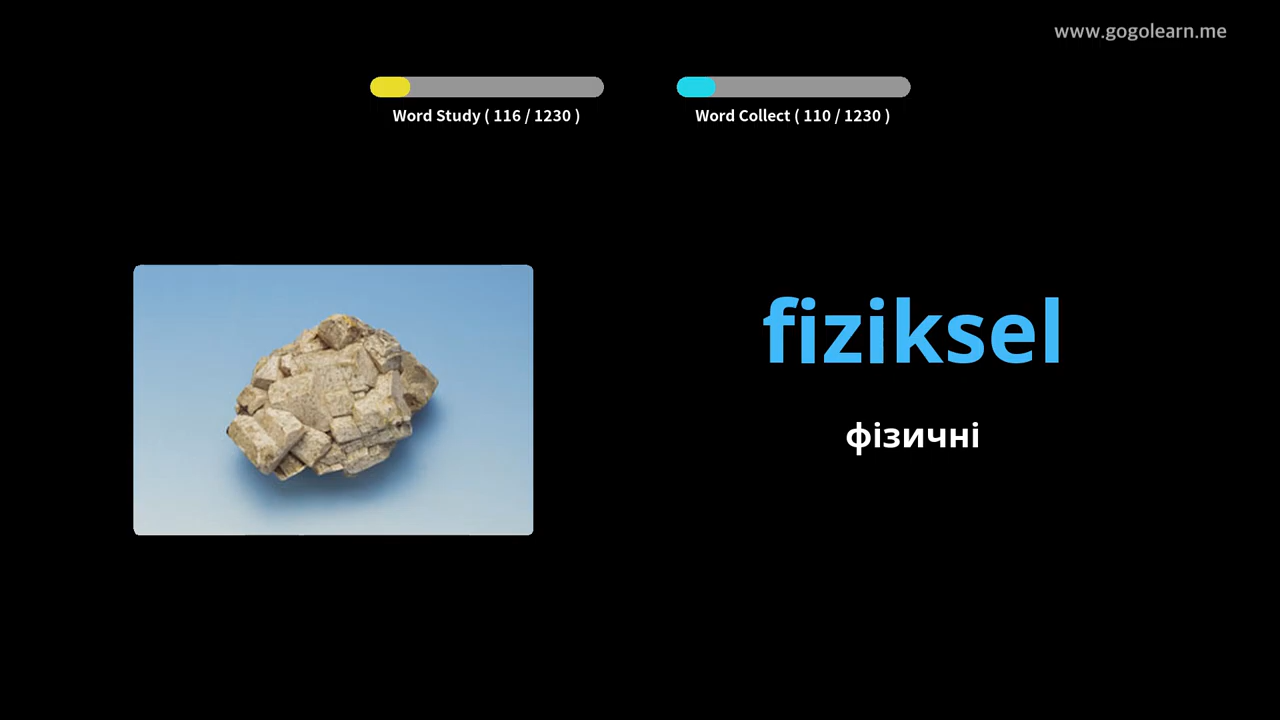 www.gogolearn.me
Word Study ( 116 / 1230 )
Word Collect ( 110 / 1230 )
fiziksel
фізичні